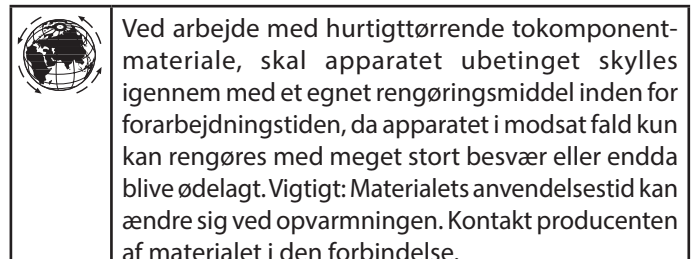 Ved arbejde med hurtigttørrende tokomponent-
materiale, skal apparatet ubetinget skylles
igennem med et egnet rengøringsmiddel inden for
forarbejdningstiden, da apparatet i modsat fald kun
kan rengøres med meget stort besvær eller endda
blive ødelagt. Vigtigt: Materialets anvendelsestid kan
ændre sig ved opvarmningen. Kontakt producenten
af materialet i den forbindelse.